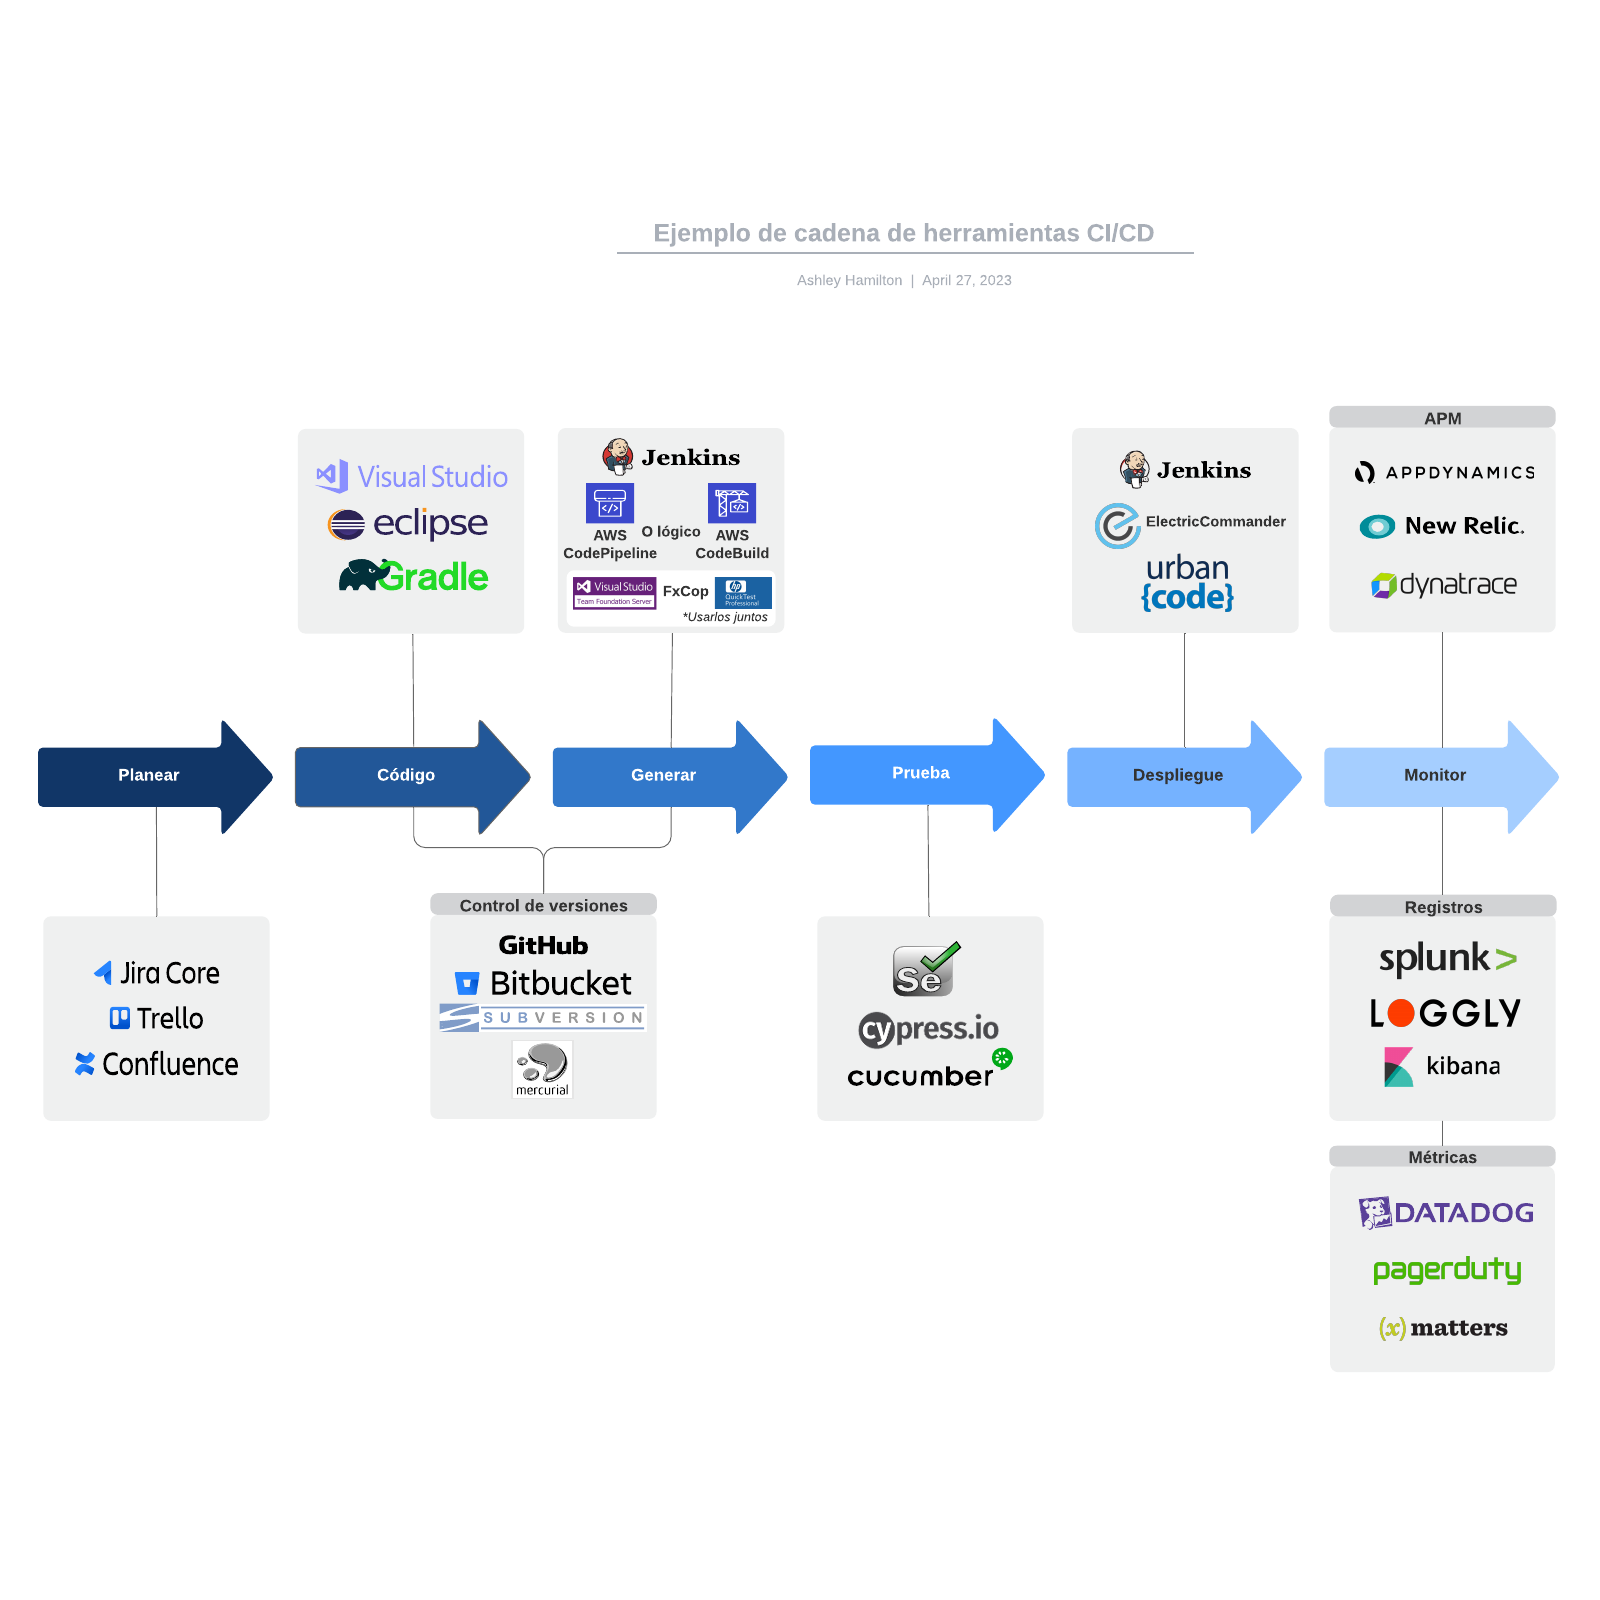 Ejemplo de cadena de herramientas CI/CD
Ashley Hamilton | April 27, 2023
Visual Studio
eclipse
Gradle
Jenkins
AWS
CodePipeline
O lógico
AWS
CodeBuild
Visual Studio
Team Foundation Server
FxCop
hp
QuickTest
Professional
*Usarlos juntos
Jenkins
ElectricCommander
urban
{code}
APM
APPDYNAMICS
New Relic.
dynatrace
Planear
Código
Generar
Prueba
Despliegue
Monitor
Jira Core
Trello
Confluence
Control de versiones
GitHub
Bitbucket
SUBVERSION
mercurial
Se
cypress.io
cucumber
Registros
splunk>
LOGGLY
kibana
Métricas
DATADOG
pagerduty
(x) matters